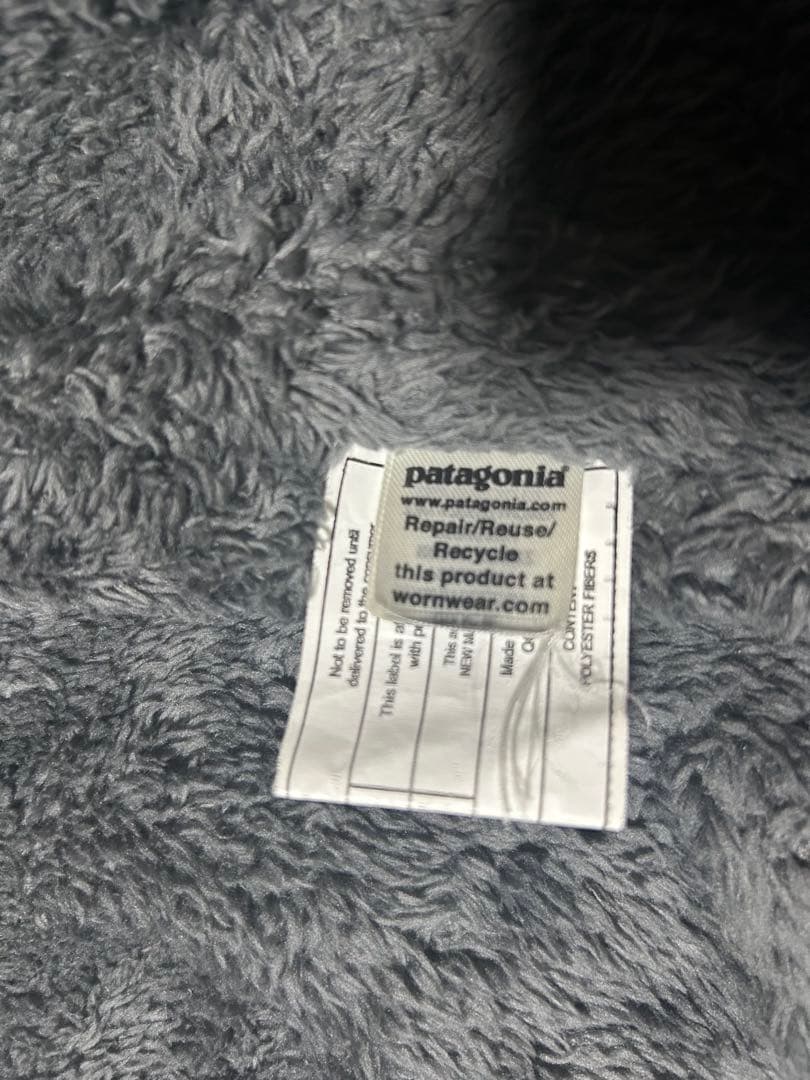 patagonia®
www.patagonia.com
Repair/Reuse/
Recycle
this product at
wornwear.com
Not to be removed until
delivered to the consumer
This label is
with
This
NEW
Made
POLYESTER FIBERS